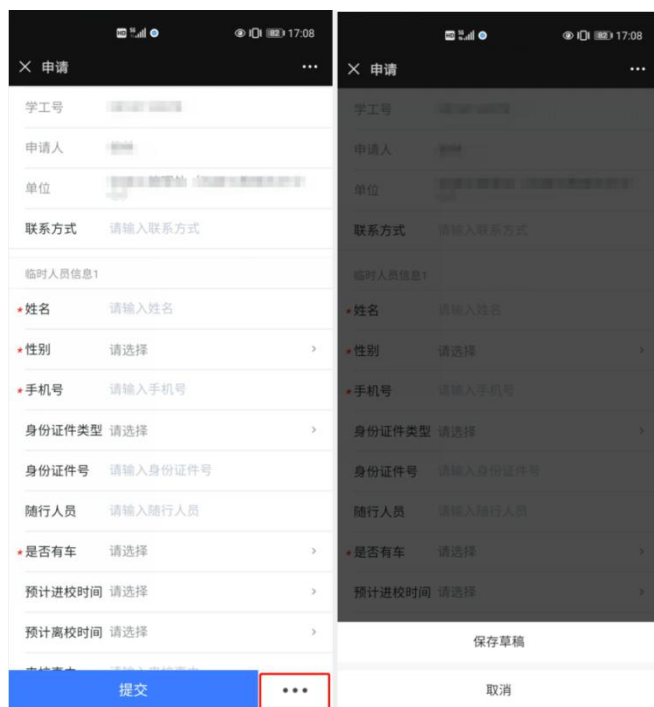 HD 5G 82 17:08
× 申请 •••
学工号
申请人
单位
联系方式 请输入联系方式
临时人员信息1
*姓名 请输入姓名
*性别 请选择 >
*手机号 请输入手机号
身份证件类型 请选择 >
身份证件号 请输入身份证件号
随行人员 请输入随行人员
*是否有车 请选择 >
预计进校时间 请选择 >
预计离校时间 请选择 >
提交 •••
HD 5G 82 17:08
× 申请 •••
学工号
申请人
单位
联系方式 请输入联系方式
临时人员信息1
*姓名 请输入姓名
*性别 请选择 >
*手机号 请输入手机号
身份证件类型 请选择 >
身份证件号 请输入身份证件号
随行人员 请输入随行人员
*是否有车 请选择 >
预计进校时间 请选择 >
保存草稿
取消